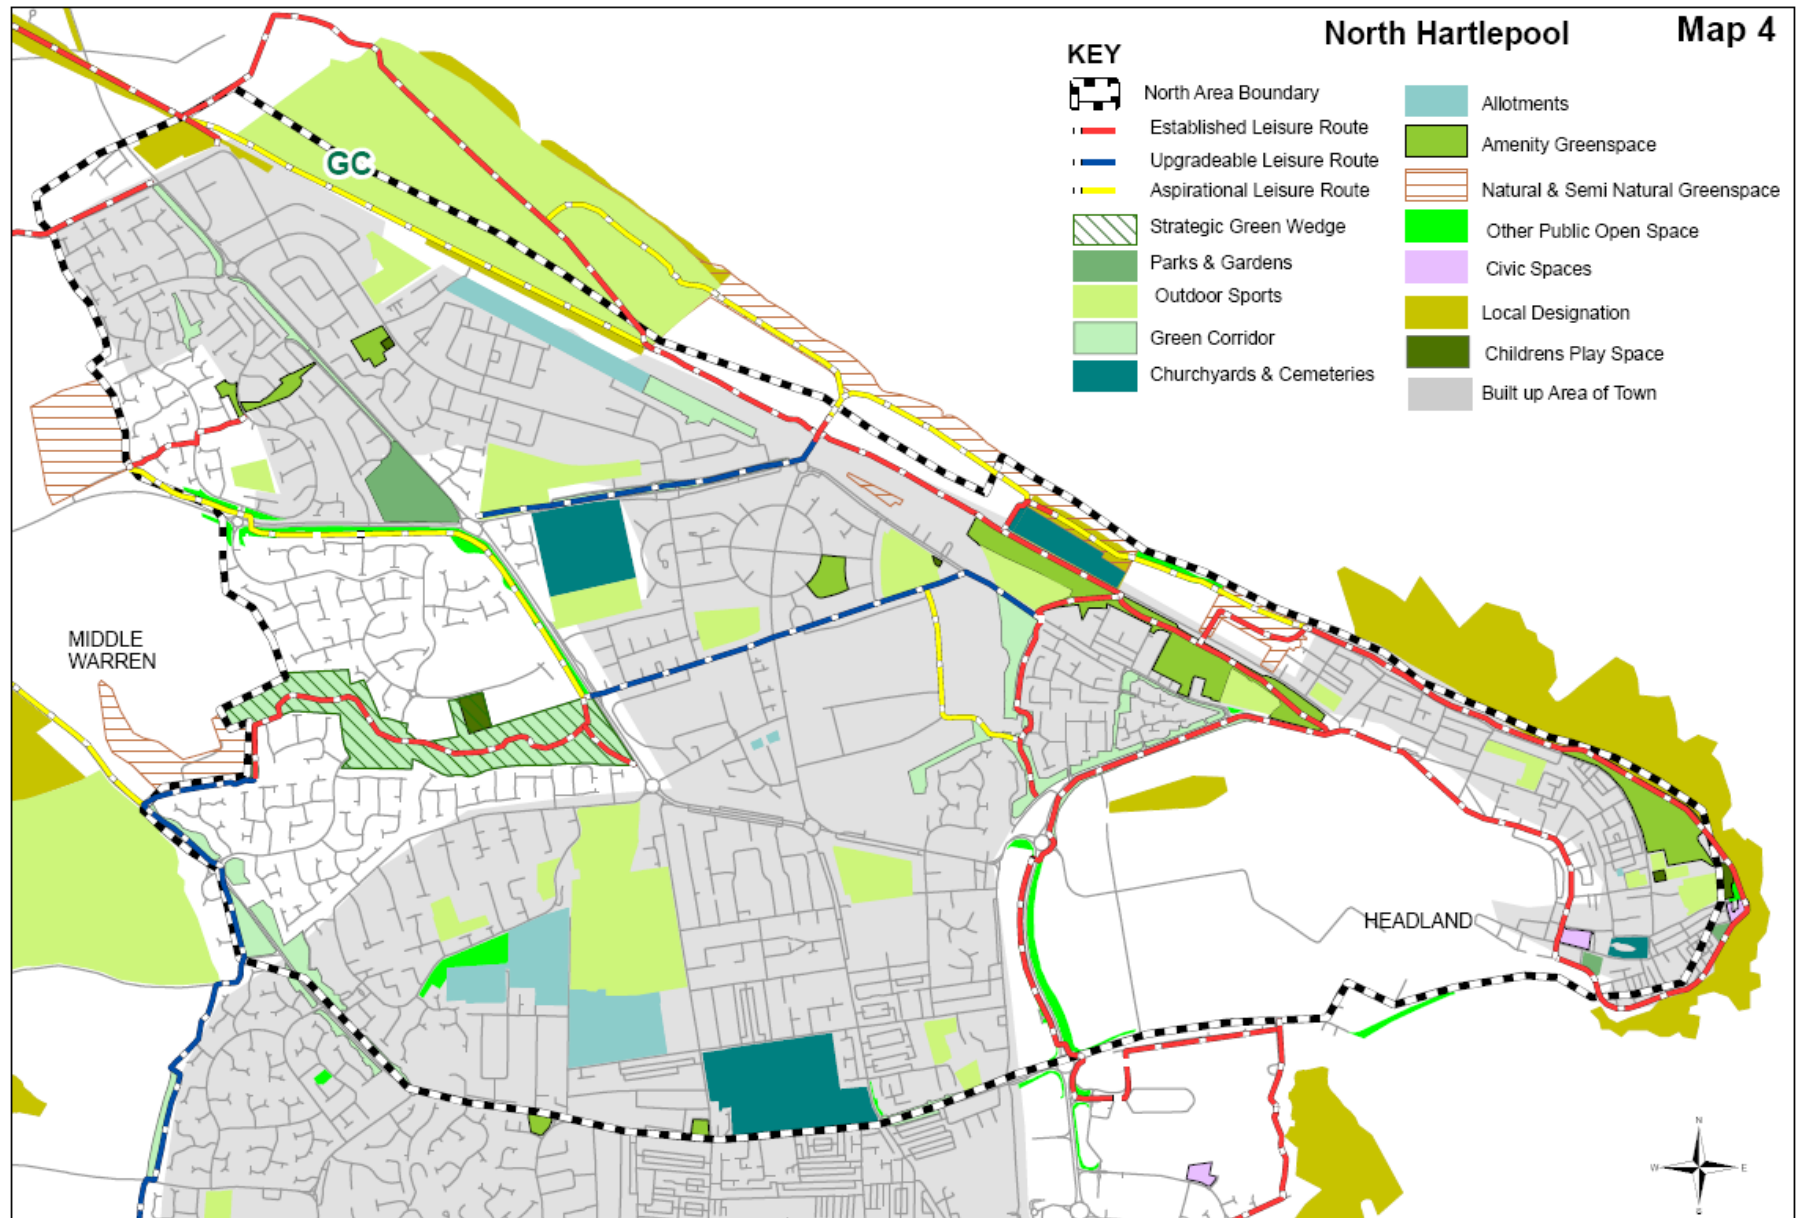 North Hartlepool
Map 4
KEY
North Area Boundary
Established Leisure Route
Upgradeable Leisure Route
Aspirational Leisure Route
Strategic Green Wedge
Parks & Gardens
Outdoor Sports
Green Corridor
Churchyards & Cemeteries
Allotments
Amenity Greenspace
Natural & Semi Natural Greenspace
Other Public Open Space
Civic Spaces
Local Designation
Childrens Play Space
Built up Area of Town
GC
MIDDLE
WARREN
HEADLAND
N
W
E
S